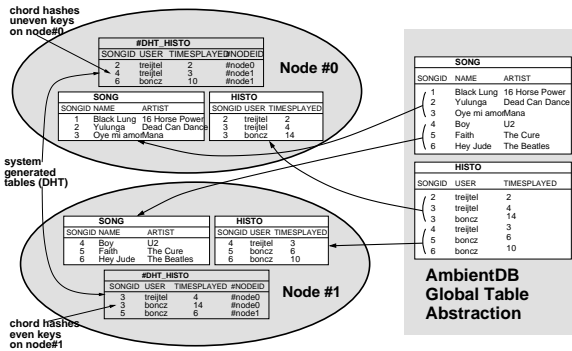 chord hashes
uneven keys
on node#0
#DHT_HISTO
SONGID USER TIMESPLAYED #NODEID
2 treijtel 2 #node0
4 treijtel 3 #node1
6 boncz 10 #node1
Node #0
SONG
SONGID NAME ARTIST
1 Black Lung 16 Horse Power
2 Yulunga Dead Can Dance
3 Oye mi amor Mana
HISTO
SONGID USER TIMESPLAYED
2 treijtel 2
3 treijtel 4
3 boncz 14
system
generated
tables (DHT)
SONG
SONGID NAME ARTIST
4 Boy U2
5 Faith The Cure
6 Hey Jude The Beatles
HISTO
SONGID USER TIMESPLAYED
4 treijtel 3
5 boncz 6
6 boncz 10
#DHT_HISTO
SONGID USER TIMESPLAYED #NODEID
3 treijtel 4 #node0
3 boncz 14 #node0
5 boncz 6 #node1
Node #1
chord hashes
even keys
on node#1
SONG
SONGID NAME ARTIST
1 Black Lung 16 Horse Power
2 Yulunga Dead Can Dance
3 Oye mi amor Mana
4 Boy U2
5 Faith The Cure
6 Hey Jude The Beatles
HISTO
SONGID USER TIMESPLAYED
2 treijtel 2
3 treijtel 4
3 boncz 14
4 treijtel 3
5 boncz 6
6 boncz 10
AmbientDB
Global Table
Abstraction